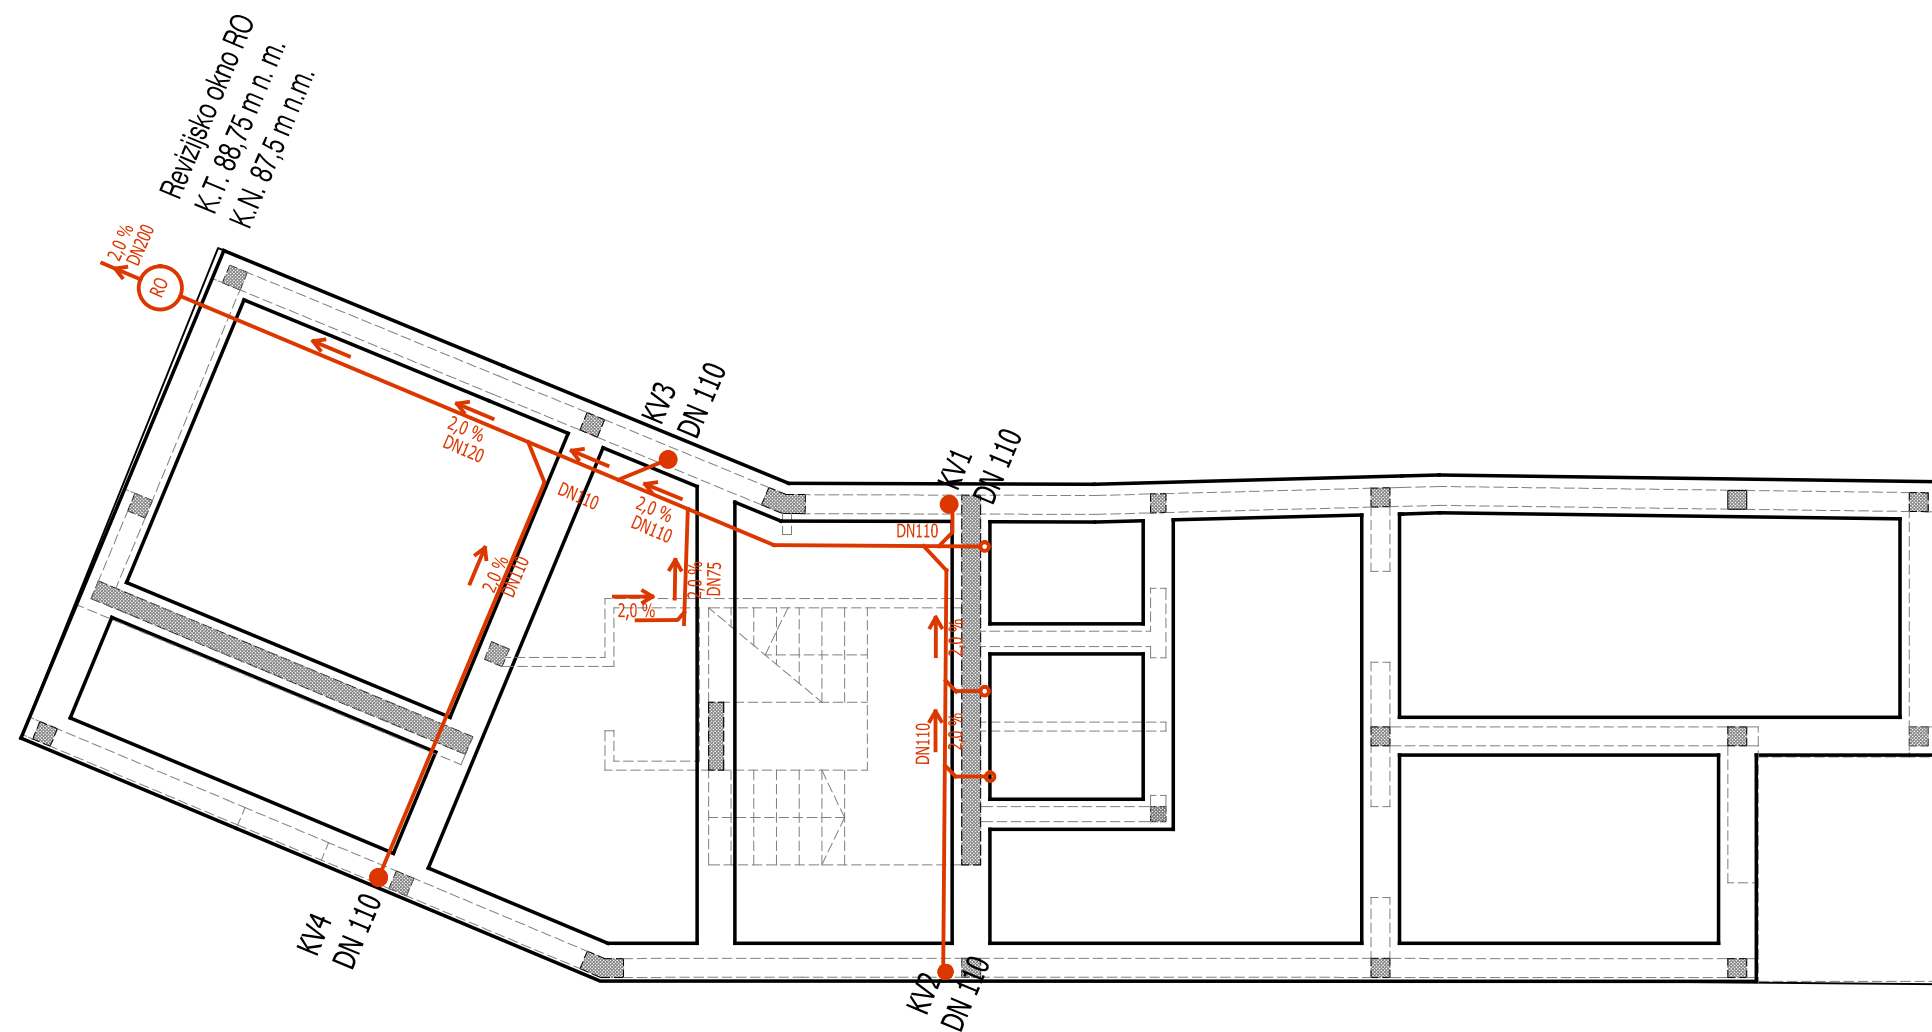 Revizijsko okno RO
K.T. 88,75 m n. m.
K.N. 87,5 m n.m.
2,0 %
DN200
RO
KV3
DN 110
2,0 %
DN120
DN110
2,0 %
DN110
KV1
DN 110
DN110
2,0 %
DN110
2,0 %
DN75
2,0 %
2,0 %
2,0 %
DN110
KV4
DN 110
KV2
DN 110